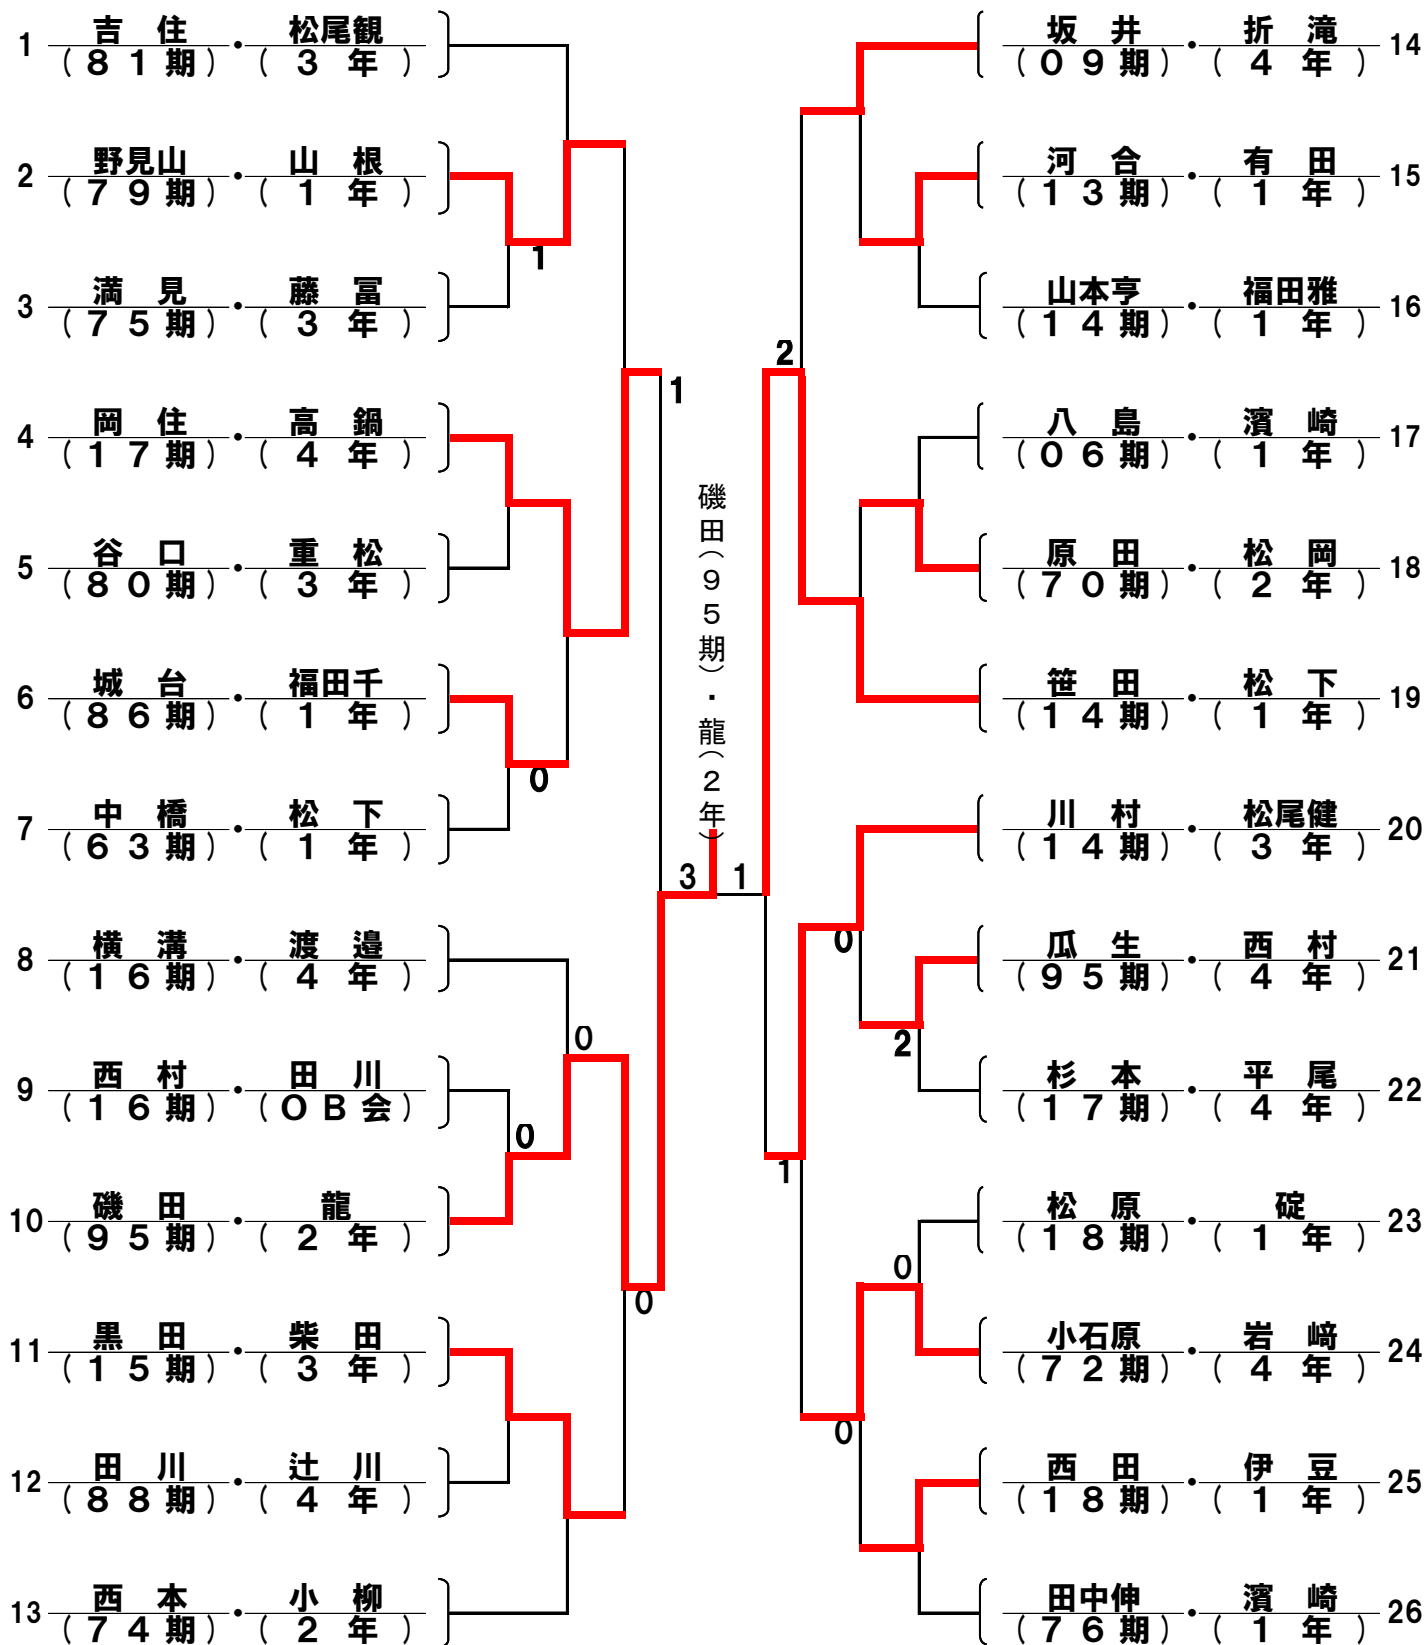 1 吉 住 ・ 松尾観
(８１期) (３年)
2 野見山 ・ 山 根
(７９期) (１年)
1
3 満 見 ・ 藤 冨
(７５期) (３年)
1
4 岡 住 ・ 高 鍋
(１７期) (４年)
5 谷 口 ・ 重 松
(８０期) (３年)
6 城 台 ・ 福田千
(８６期) (１年)
0
7 中 橋 ・ 松 下
(６３期) (１年)
8 横 溝 ・ 渡 邉
(１６期) (４年)
0
9 西 村 ・ 田 川
(１６期) (ＯＢ会)
0
10 磯 田 ・ 龍
(９５期) (２年)
0
11 黒 田 ・ 柴 田
(１５期) (３年)
12 田 川 ・ 辻 川
(８８期) (４年)
13 西 本 ・ 小 柳
(７４期) (２年)
磯田(９５期)・龍(２年)
3 1
坂 井 ・ 折 滝 14
(０９期) (４年)
河 合 ・ 有 田 15
(１３期) (１年)
山本亨 ・ 福田雅 16
(１４期) (１年)
2
八 島 ・ 濱 崎 17
(０６期) (１年)
原 田 ・ 松 岡 18
(７０期) (２年)
笹 田 ・ 松 下 19
(１４期) (１年)
川 村 ・ 松尾健 20
(１４期) (３年)
0
瓜 生 ・ 西 村 21
(９５期) (４年)
2
杉 本 ・ 平 尾 22
(１７期) (４年)
1
松 原 ・ 碇 23
(１８期) (１年)
0
小石原 ・ 岩 﨑 24
(７２期) (４年)
0
西 田 ・ 伊 豆 25
(１８期) (１年)
田中伸 ・ 濱 崎 26
(７６期) (１年)